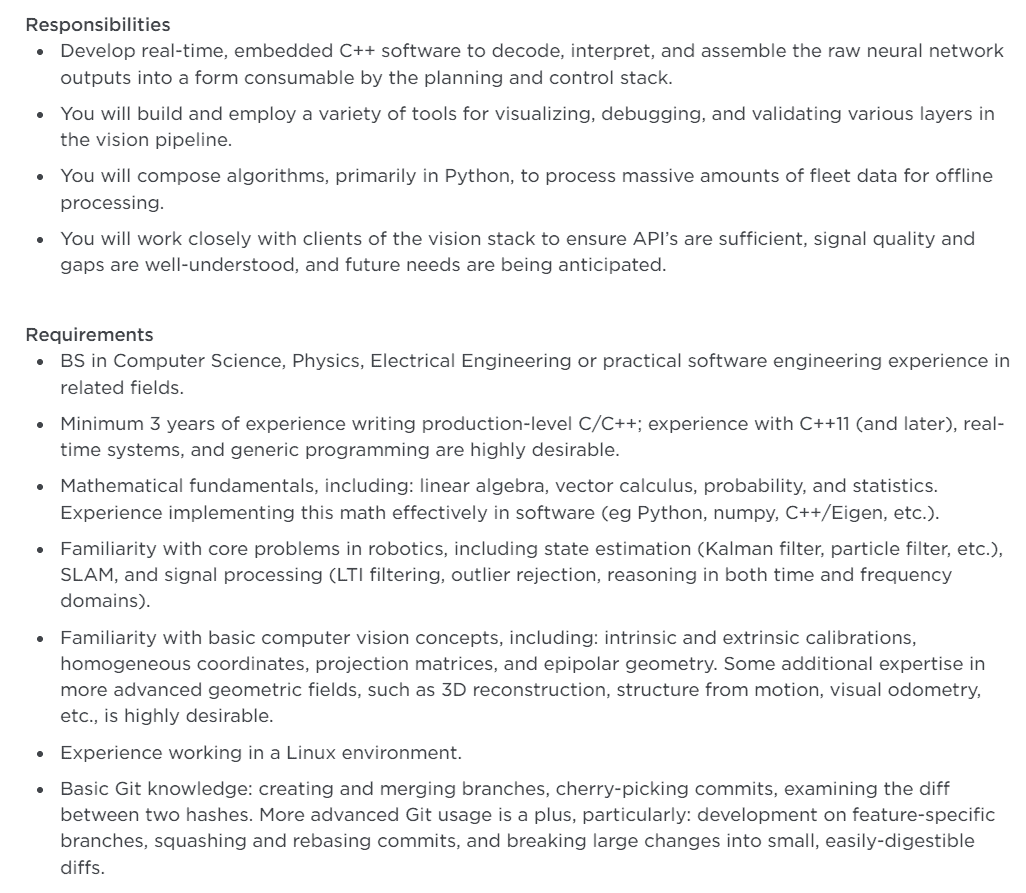 Responsibilities
• Develop real-time, embedded C++ software to decode, interpret, and assemble the raw neural network
outputs into a form consumable by the planning and control stack.
• You will build and employ a variety of tools for visualizing, debugging, and validating various layers in
the vision pipeline.
• You will compose algorithms, primarily in Python, to process massive amounts of fleet data for offline
processing.
• You will work closely with clients of the vision stack to ensure API’s are sufficient, signal quality and
gaps are well-understood, and future needs are being anticipated.
Requirements
• BS in Computer Science, Physics, Electrical Engineering or practical software engineering experience in
related fields.
• Minimum 3 years of experience writing production-level C/C++; experience with C++11 (and later), real-
time systems, and generic programming are highly desirable.
• Mathematical fundamentals, including: linear algebra, vector calculus, probability, and statistics.
Experience implementing this math effectively in software (eg Python, numpy, C++/Eigen, etc.).
• Familiarity with core problems in robotics, including state estimation (Kalman filter, particle filter, etc.),
SLAM, and signal processing (LTI filtering, outlier rejection, reasoning in both time and frequency
domains).
• Familiarity with basic computer vision concepts, including: intrinsic and extrinsic calibrations,
homogeneous coordinates, projection matrices, and epipolar geometry. Some additional expertise in
more advanced geometric fields, such as 3D reconstruction, structure from motion, visual odometry,
etc., is highly desirable.
• Experience working in a Linux environment.
• Basic Git knowledge: creating and merging branches, cherry-picking commits, examining the diff
between two hashes. More advanced Git usage is a plus, particularly: development on feature-specific
branches, squashing and rebasing commits, and breaking large changes into small, easily-digestible
diffs.